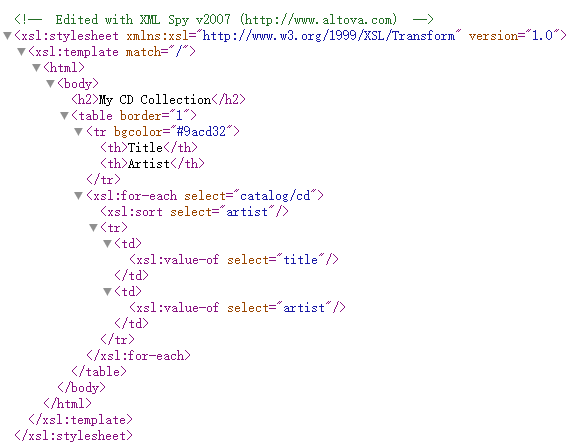 <!-- Edited with XML Spy v2007 (http://www.altova.com) -->
<xsl:stylesheet xmlns:xsl="http://www.w3.org/1999/XSL/Transform" version="1.0">
<xsl:template match="/">
<html>
<body>
<h2>My CD Collection</h2>
<table border="1">
<tr bgcolor="#9acd32">
<th>Title</th>
<th>Artist</th>
</tr>
<xsl:for-each select="catalog/cd">
<xsl:sort select="artist"/>
<tr>
<td>
<xsl:value-of select="title"/>
</td>
<td>
<xsl:value-of select="artist"/>
</td>
</tr>
</xsl:for-each>
</table>
</body>
</html>
</xsl:template>
</xsl:stylesheet>